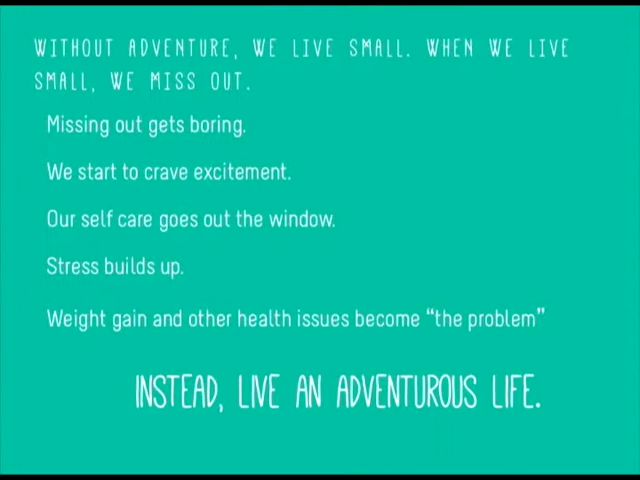 WITHOUT ADVENTURE, WE LIVE SMALL. WHEN WE LIVE
SMALL, WE MISS OUT.
Missing out gets boring.
We start to crave excitement.
Our self care goes out the window.
Stress builds up.
Weight gain and other health issues become “the problem”
INSTEAD, LIVE AN ADVENTUROUS LIFE.